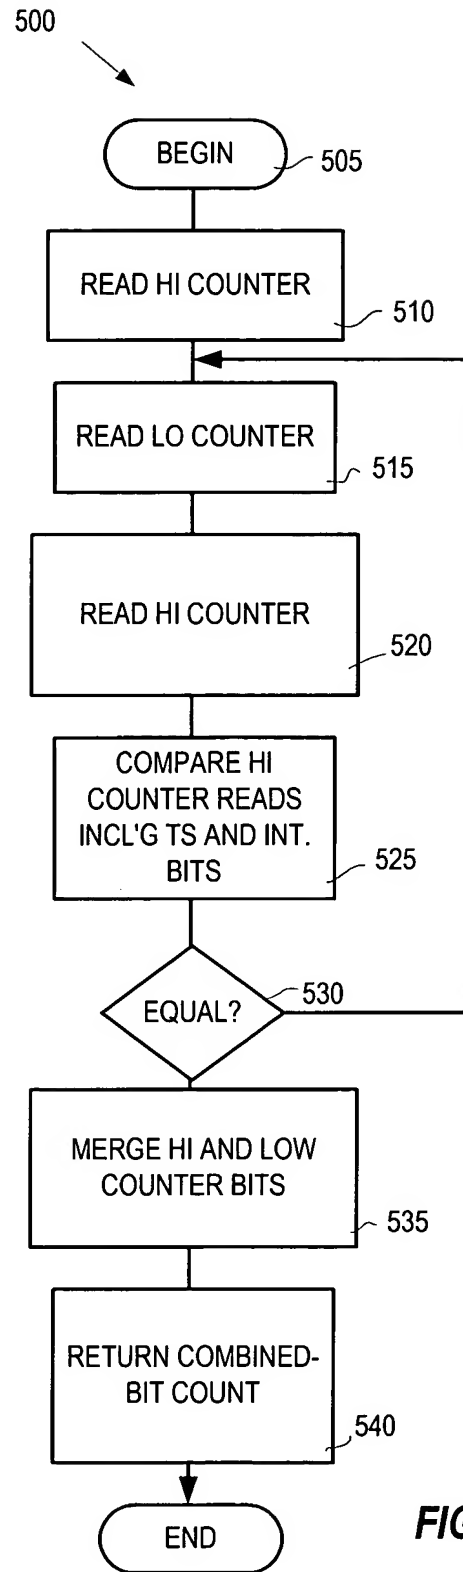 500
BEGIN
505
READ HI COUNTER
510
READ LO COUNTER
515
READ HI COUNTER
520
COMPARE HI
COUNTER READS
INCL'G TS AND INT.
BITS
525
EQUAL?
530
MERGE HI AND LOW
COUNTER BITS
535
RETURN COMBINED-
BIT COUNT
540
END
FIG